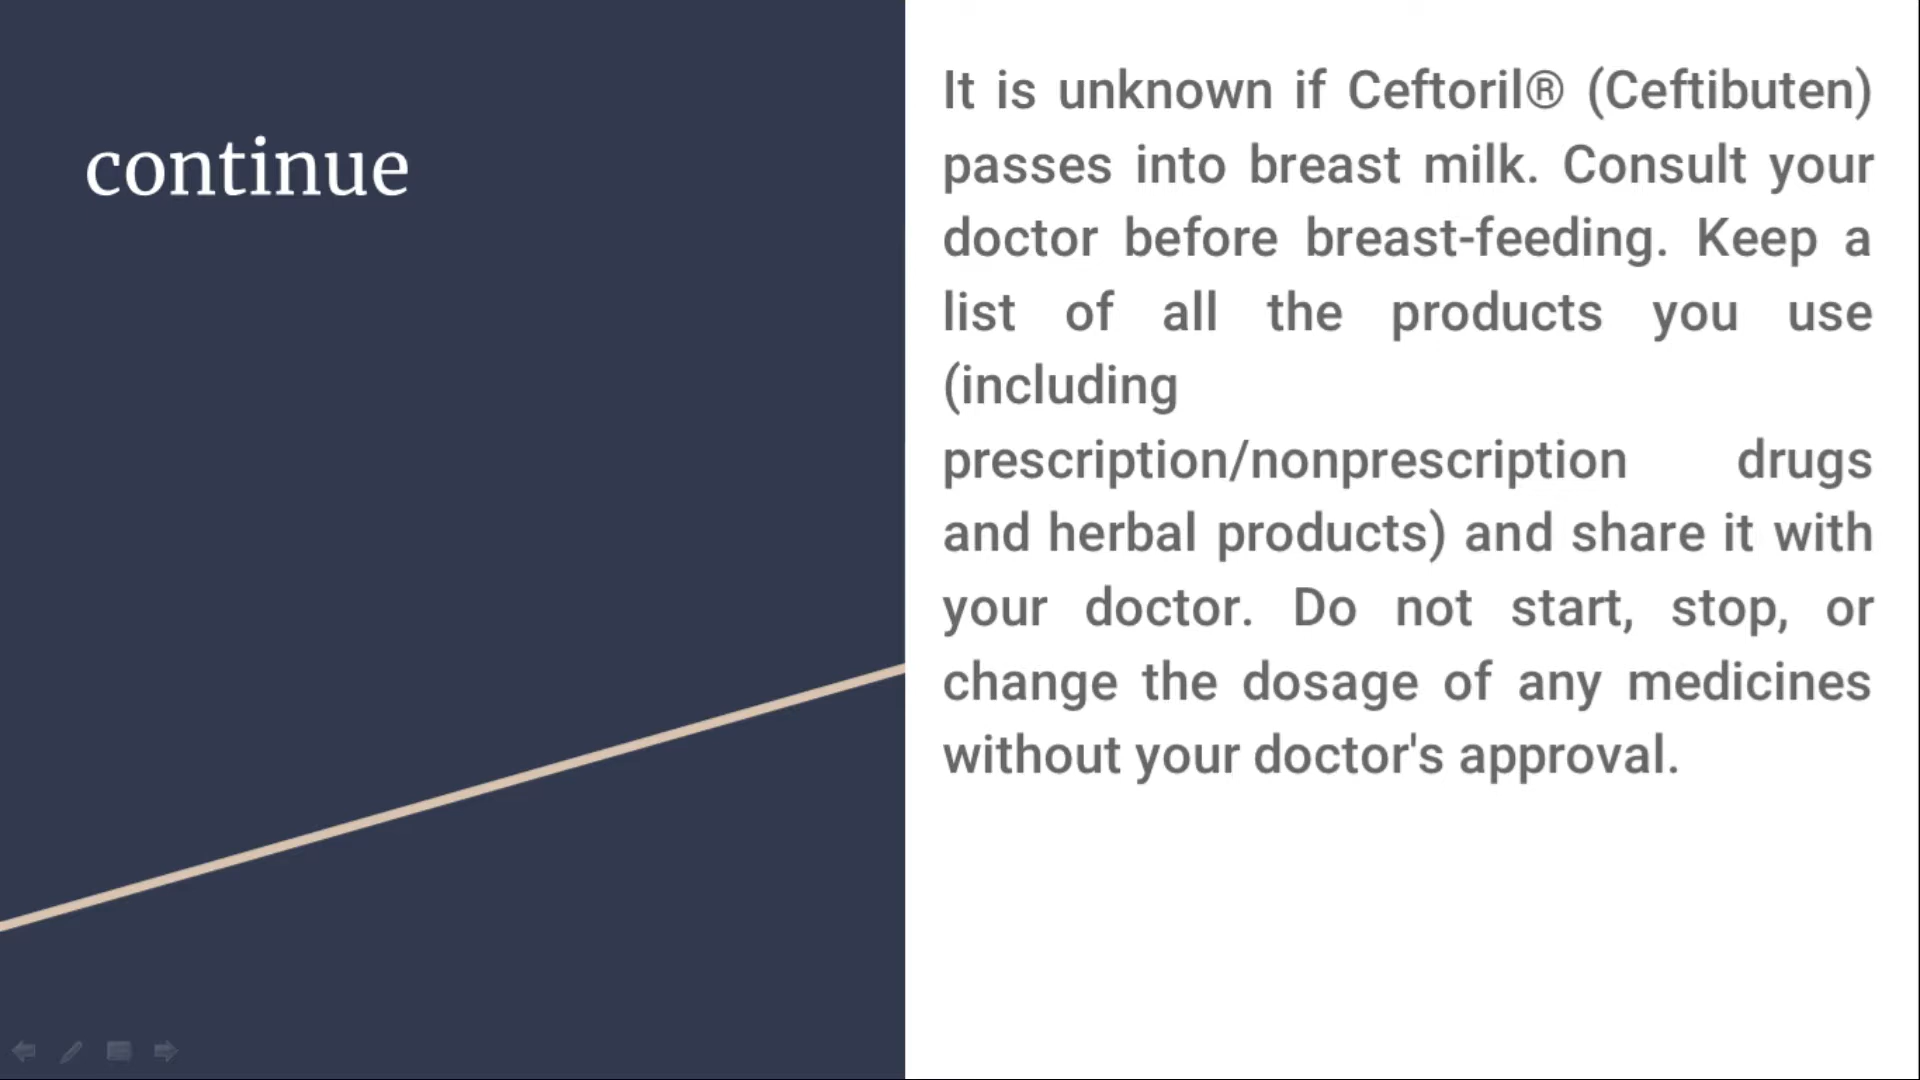 continue
It is unknown if Ceftoril® (Ceftibuten)
passes into breast milk. Consult your
doctor before breast-feeding. Keep a
list of all the products you use
(including
prescription/nonprescription drugs
and herbal products) and share it with
your doctor. Do not start, stop, or
change the dosage of any medicines
without your doctor's approval.